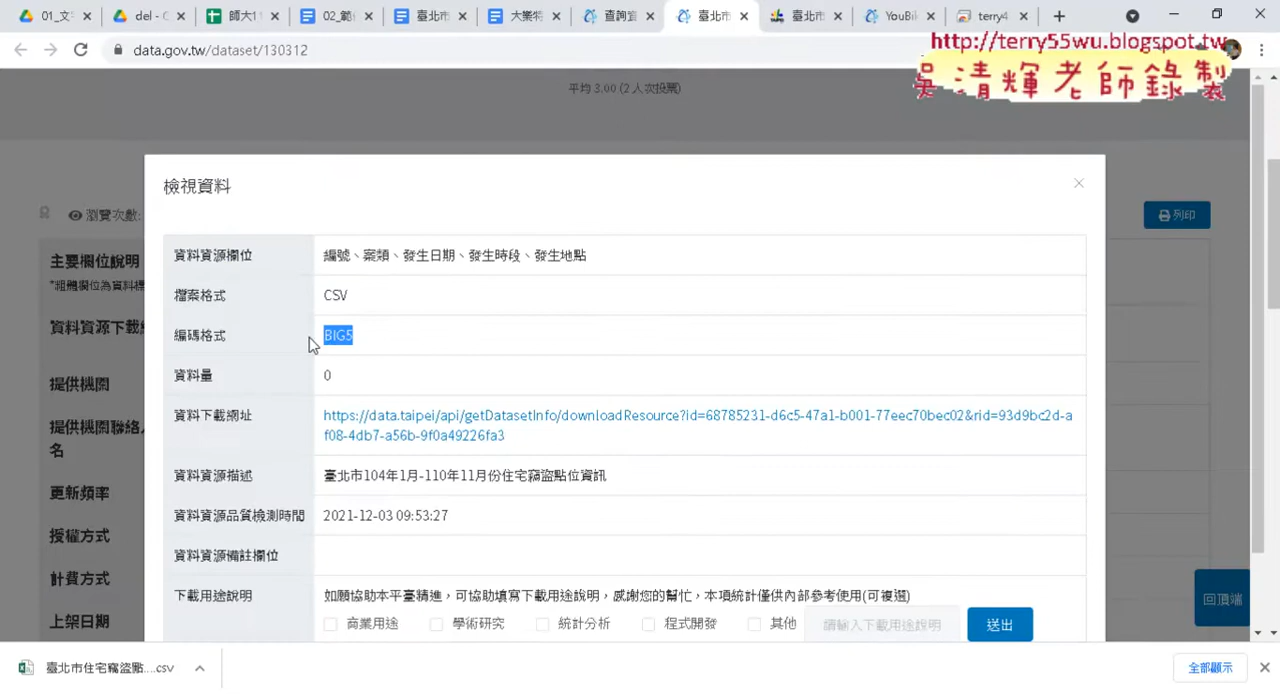 01_文
del - C
師大1
02_範
臺北市
大樂特
查詢
臺北市
臺北市
YouBik
terry4
data.gov.tw/dataset/130312
http://terry55wu.blogspot.tw
吳清輝老師錄製
平均 3.00 (2 人次投票)
檢視資料
瀏覽次數:
列印
主要欄位說明
資料資源欄位
編號、案類、發生日期、發生時段、發生地點
檔案格式
CSV
資料資源下載
編碼格式
BIG5
提供機關
資料量
0
提供機關聯絡
名
資料下載網址
https://data.taipei/api/getDatasetInfo/downloadResource?id=68785231-d6c5-47a1-b001-77eec70bec02&rid=93d9bc2d-a
f08-4db7-a56b-9f0a49226fa3
更新頻率
資料資源描述
臺北市104年1月-110年11月份住宅竊盜點位資訊
授權方式
資料資源品質檢測時間
2021-12-03 09:53:27
計費方式
資料資源備註欄位
上架日期
下載用途說明
如願協助本平臺精進，可協助填寫下載用途說明，感謝您的幫忙，本項統計僅供內部參考使用(可複選)
商業用途
學術研究
統計分析
程式開發
其他
請輸入下載用途說明
送出
回頂端
臺北市住宅竊盜點....csv
全部顯示